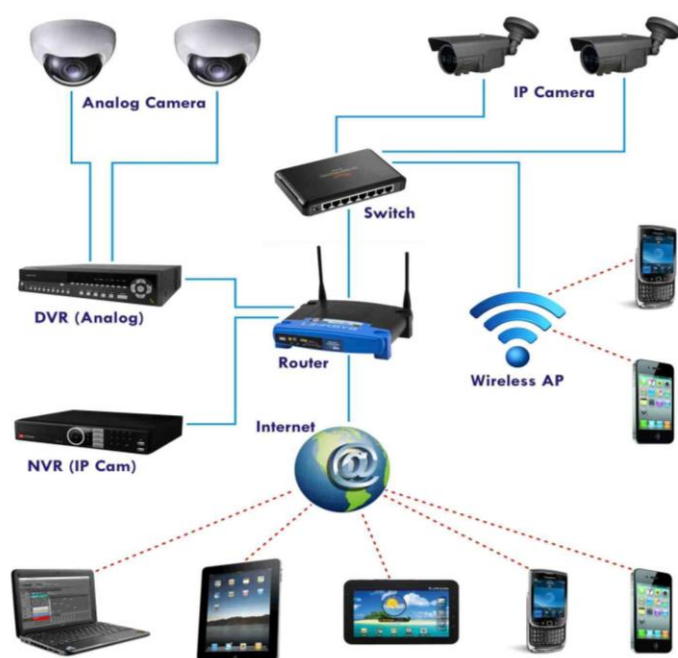 Analog Camera
IP Camera
Switch
DVR (Analog)
Router
Wireless AP
Internet
NVR (IP Cam)
@